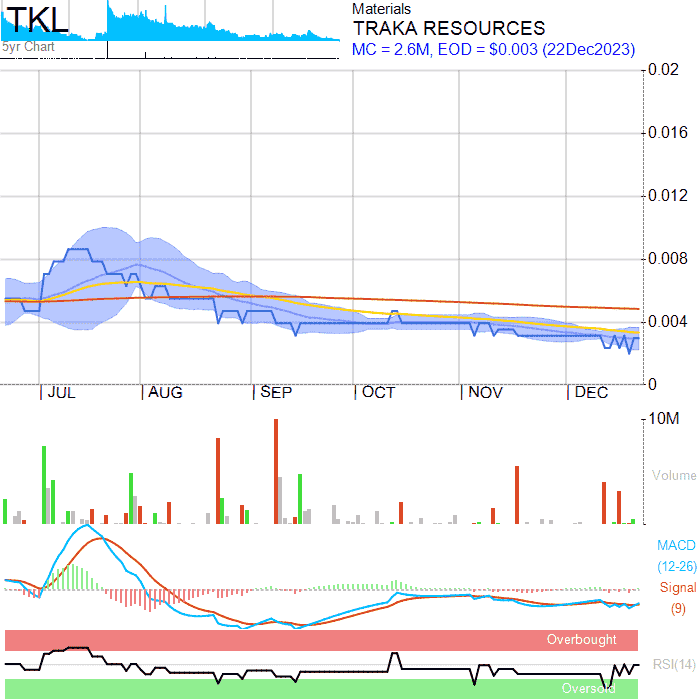 TKL
5yr Chart
Materials
TRAKA RESOURCES
MC = 2.6M, EOD = $0.003 (22Dec2023)
0.02
0.016
0.012
0.008
0.004
0
JUL AUG SEP OCT NOV DEC
10M
Volume
MACD
(12-26)
Signal
(9)
Overbought
RSI(14)
Oversold